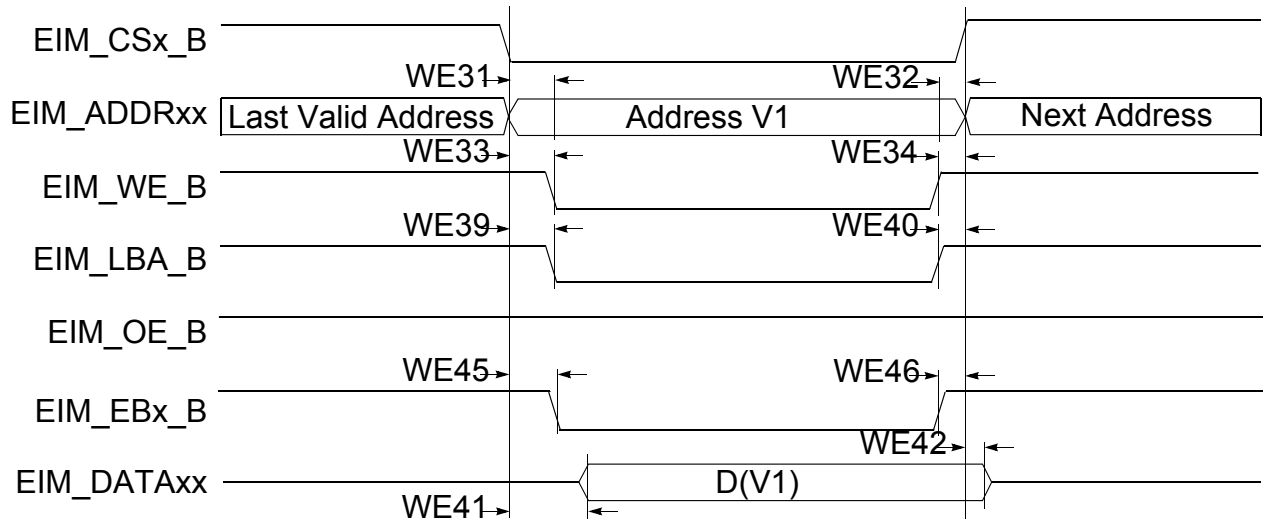 EIM_CSx_B
WE31 WE32
EIM_ADDRxx Last Valid Address Address V1 Next Address
WE33 WE34
EIM_WE_B
WE39 WE40
EIM_LBA_B
EIM_OE_B
WE45 WE46
EIM_EBx_B
WE42
EIM_DATAxx D(V1)
WE41